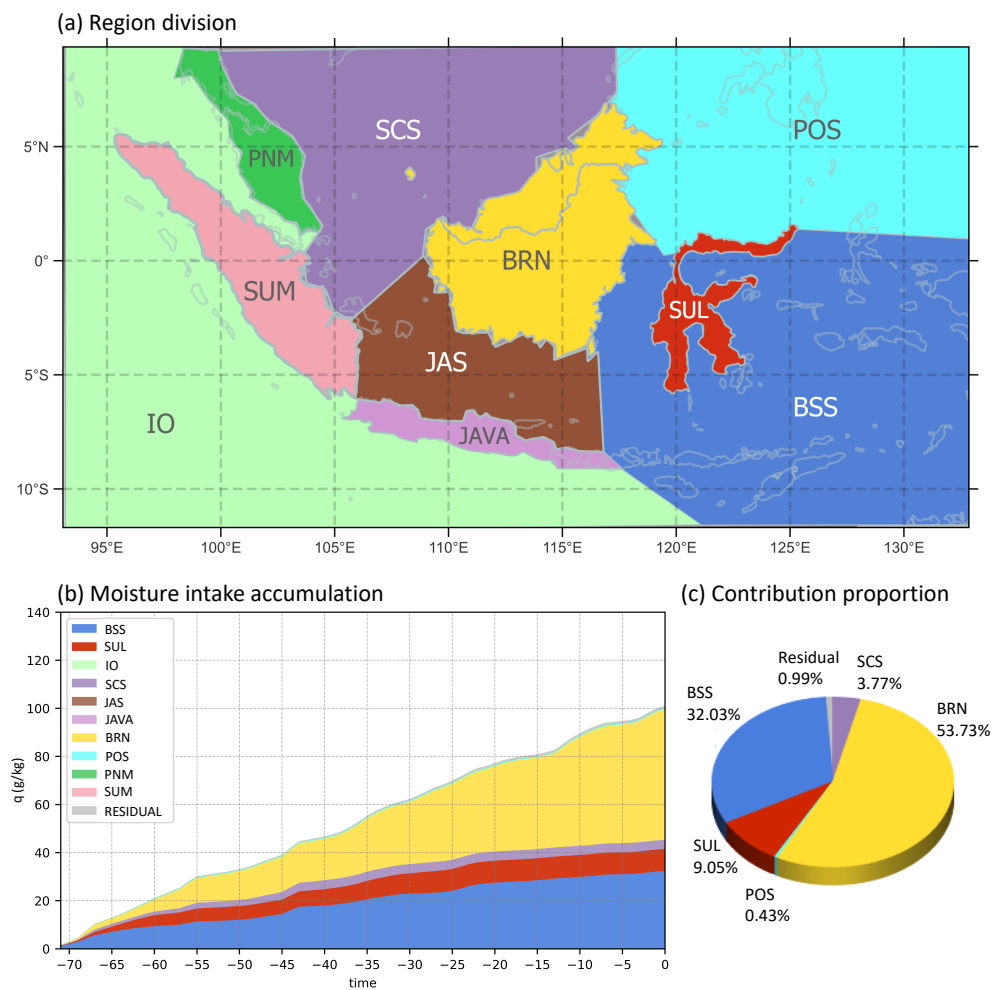 (a) Region division
SCS
POS
5°N
PNM
BRN
0°
SUM
SUL
JAS
5°S
BSS
IO
JAVA
10°S
95°E 100°E 105°E 110°E 115°E 120°E 125°E 130°E
(b) Moisture intake accumulation
(c) Contribution proportion
140
120
100
80
60
40
20
0
q (g/kg)
BSS
SUL
IO
SCS
JAS
JAVA
BRN
POS
PNM
SUM
RESIDUAL
−70 −65 −60 −55 −50 −45 −40 −35 −30 −25 −20 −15 −10 −5 0
time
Residual
0.99%
SCS
3.77%
BSS
32.03%
BRN
53.73%
SUL
9.05%
POS
0.43%